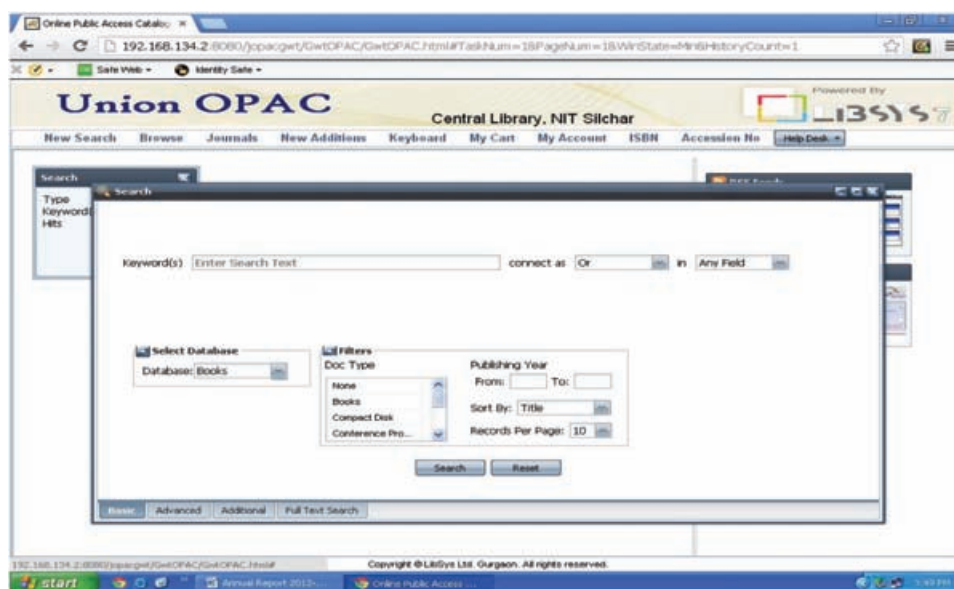 Online Public Access Catalog
192.168.134.2:8080/jopacgwt/GwtOPAC/GwtOPAC.html#TaskNum=1&PageNum=1&WinState=Min&HistoryCount=1
Safe Web
Identity Safe
Union OPAC
Central Library, NIT Silchar
Powered By
LIBSYS 7
New Search Browse Journals New Additions Keyboard My Cart My Account ISBN Accession No Help Desk
Search
Type
Keyword(
Hits
Search
Keyword(s) Enter Search Text connect as Or in Any Field
Select Database
Database: Books
Filters
Doc Type
None
Books
Compact Disk
Conference Pro...
Publishing Year
From: To:
Sort By: Title
Records Per Page: 10
Search Reset
Basic Advanced Additional Full Text Search
192.168.134.2:8080/jopacgwt/GwtOPAC/GwtOPAC.html#
Copyright © LibSys Ltd. Gurgaon. All rights reserved.
start Annual Report 2012-... Online Public Access ...